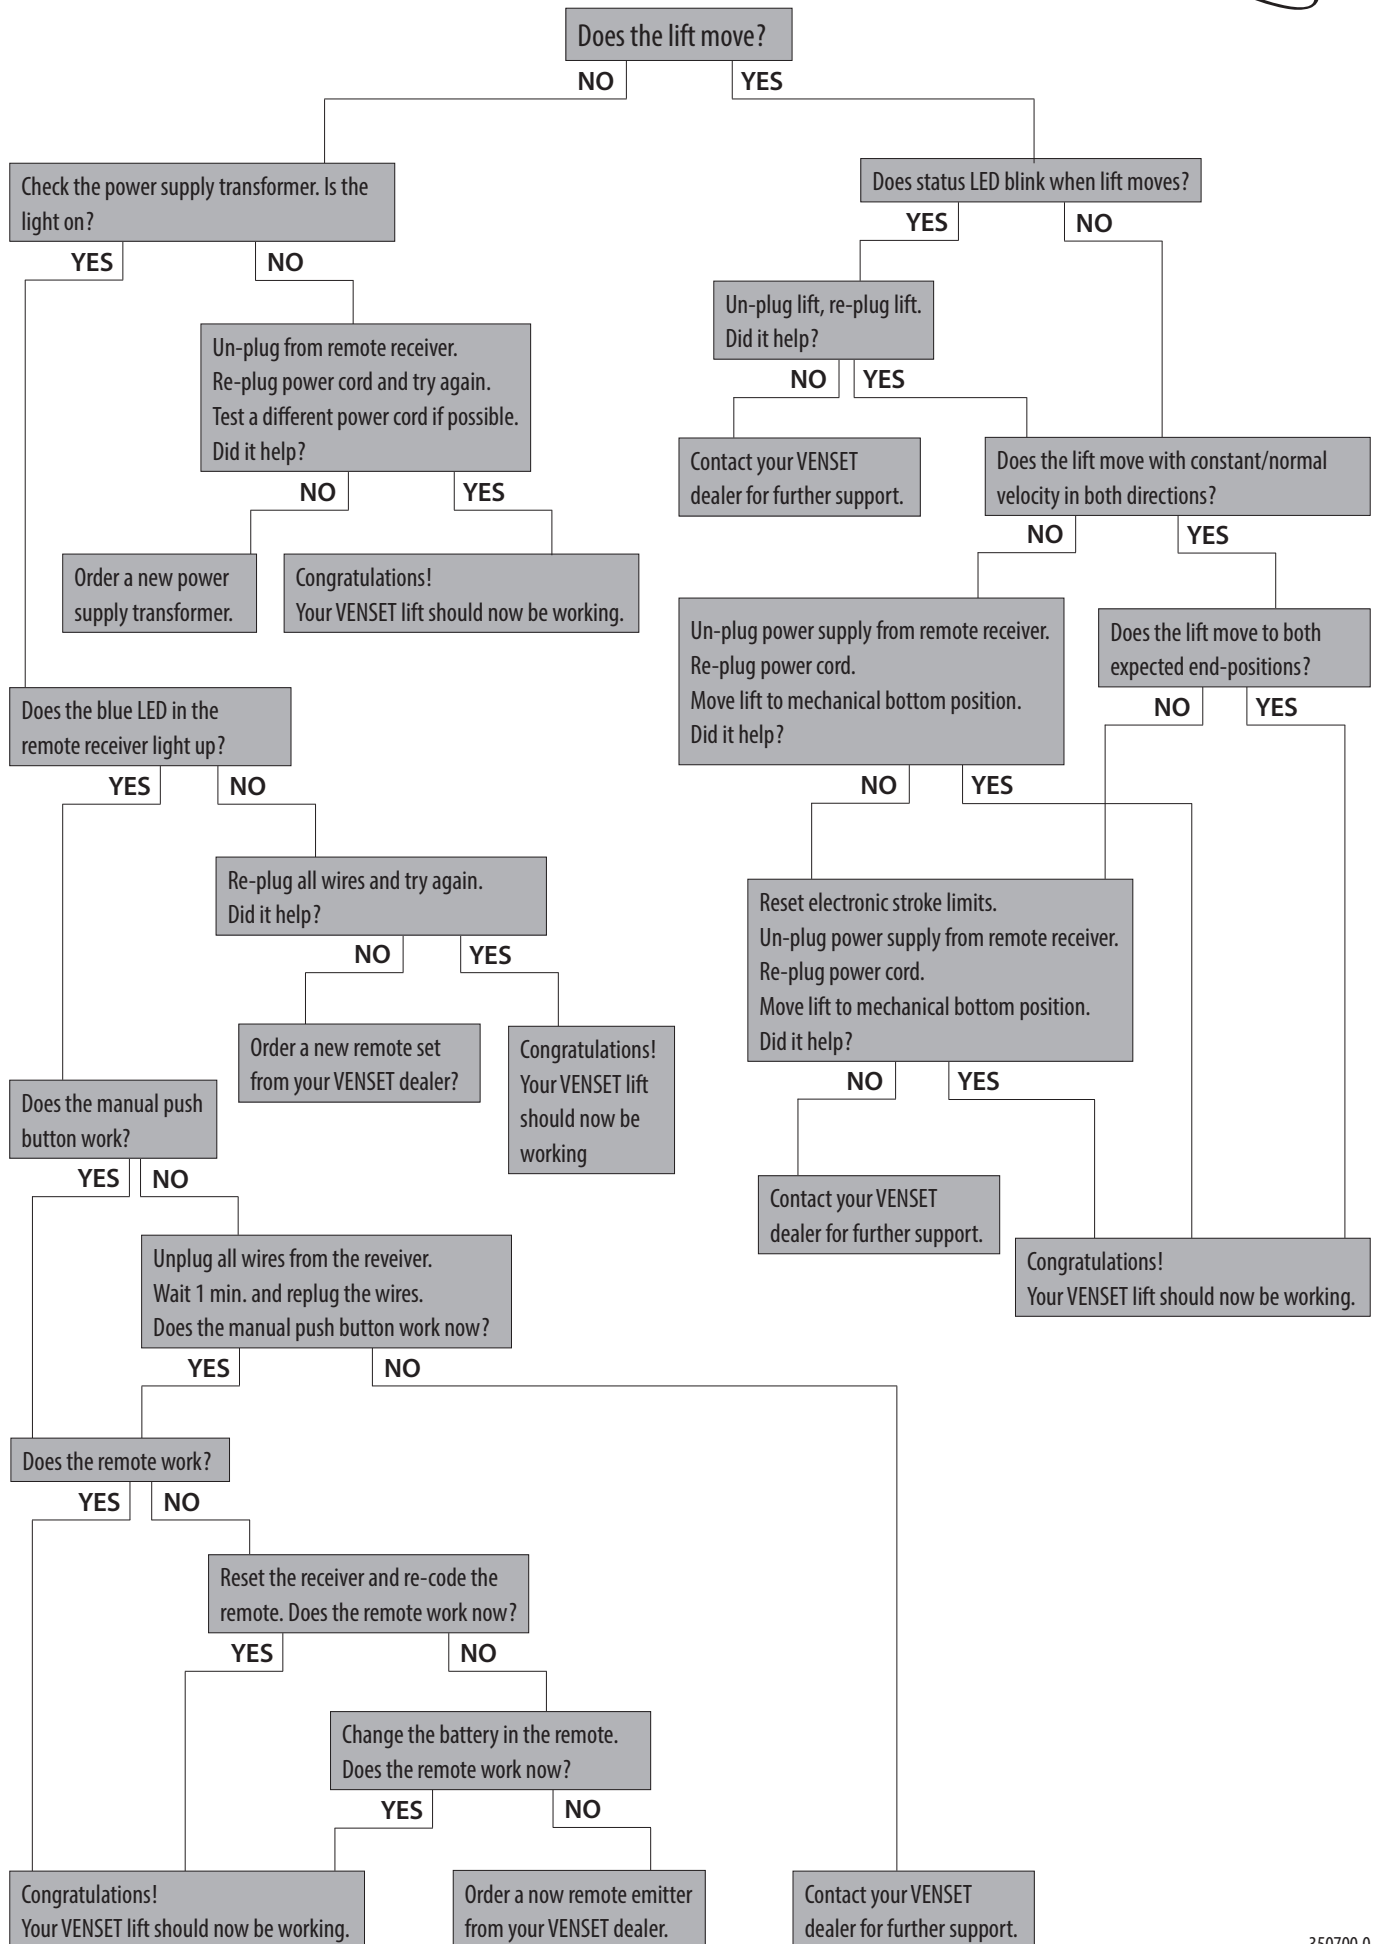 Does the lift move?
NO
YES
Check the power supply transformer. Is the
light on?
YES
NO
Un-plug from remote receiver.
Re-plug power cord and try again.
Test a different power cord if possible.
Did it help?
NO
YES
Order a new power
supply transformer.
Congratulations!
Your VENSET lift should now be working.
Does the blue LED in the
remote receiver light up?
YES
NO
Re-plug all wires and try again.
Did it help?
NO
YES
Order a new remote set
from your VENSET dealer?
Congratulations!
Your VENSET lift
should now be
working
Does the manual push
button work?
YES
NO
Unplug all wires from the reveiver.
Wait 1 min. and replug the wires.
Does the manual push button work now?
YES
NO
Does the remote work?
YES
NO
Reset the receiver and re-code the
remote. Does the remote work now?
YES
NO
Change the battery in the remote.
Does the remote work now?
YES
NO
Congratulations!
Your VENSET lift should now be working.
Order a now remote emitter
from your VENSET dealer.
Contact your VENSET
dealer for further support.
Does status LED blink when lift moves?
YES
NO
Un-plug lift, re-plug lift.
Did it help?
NO
YES
Contact your VENSET
dealer for further support.
Does the lift move with constant/normal
velocity in both directions?
NO
YES
Un-plug power supply from remote receiver.
Re-plug power cord.
Move lift to mechanical bottom position.
Did it help?
NO
YES
Does the lift move to both
expected end-positions?
NO
YES
Reset electronic stroke limits.
Un-plug power supply from remote receiver.
Re-plug power cord.
Move lift to mechanical bottom position.
Did it help?
NO
YES
Contact your VENSET
dealer for further support.
Congratulations!
Your VENSET lift should now be working.